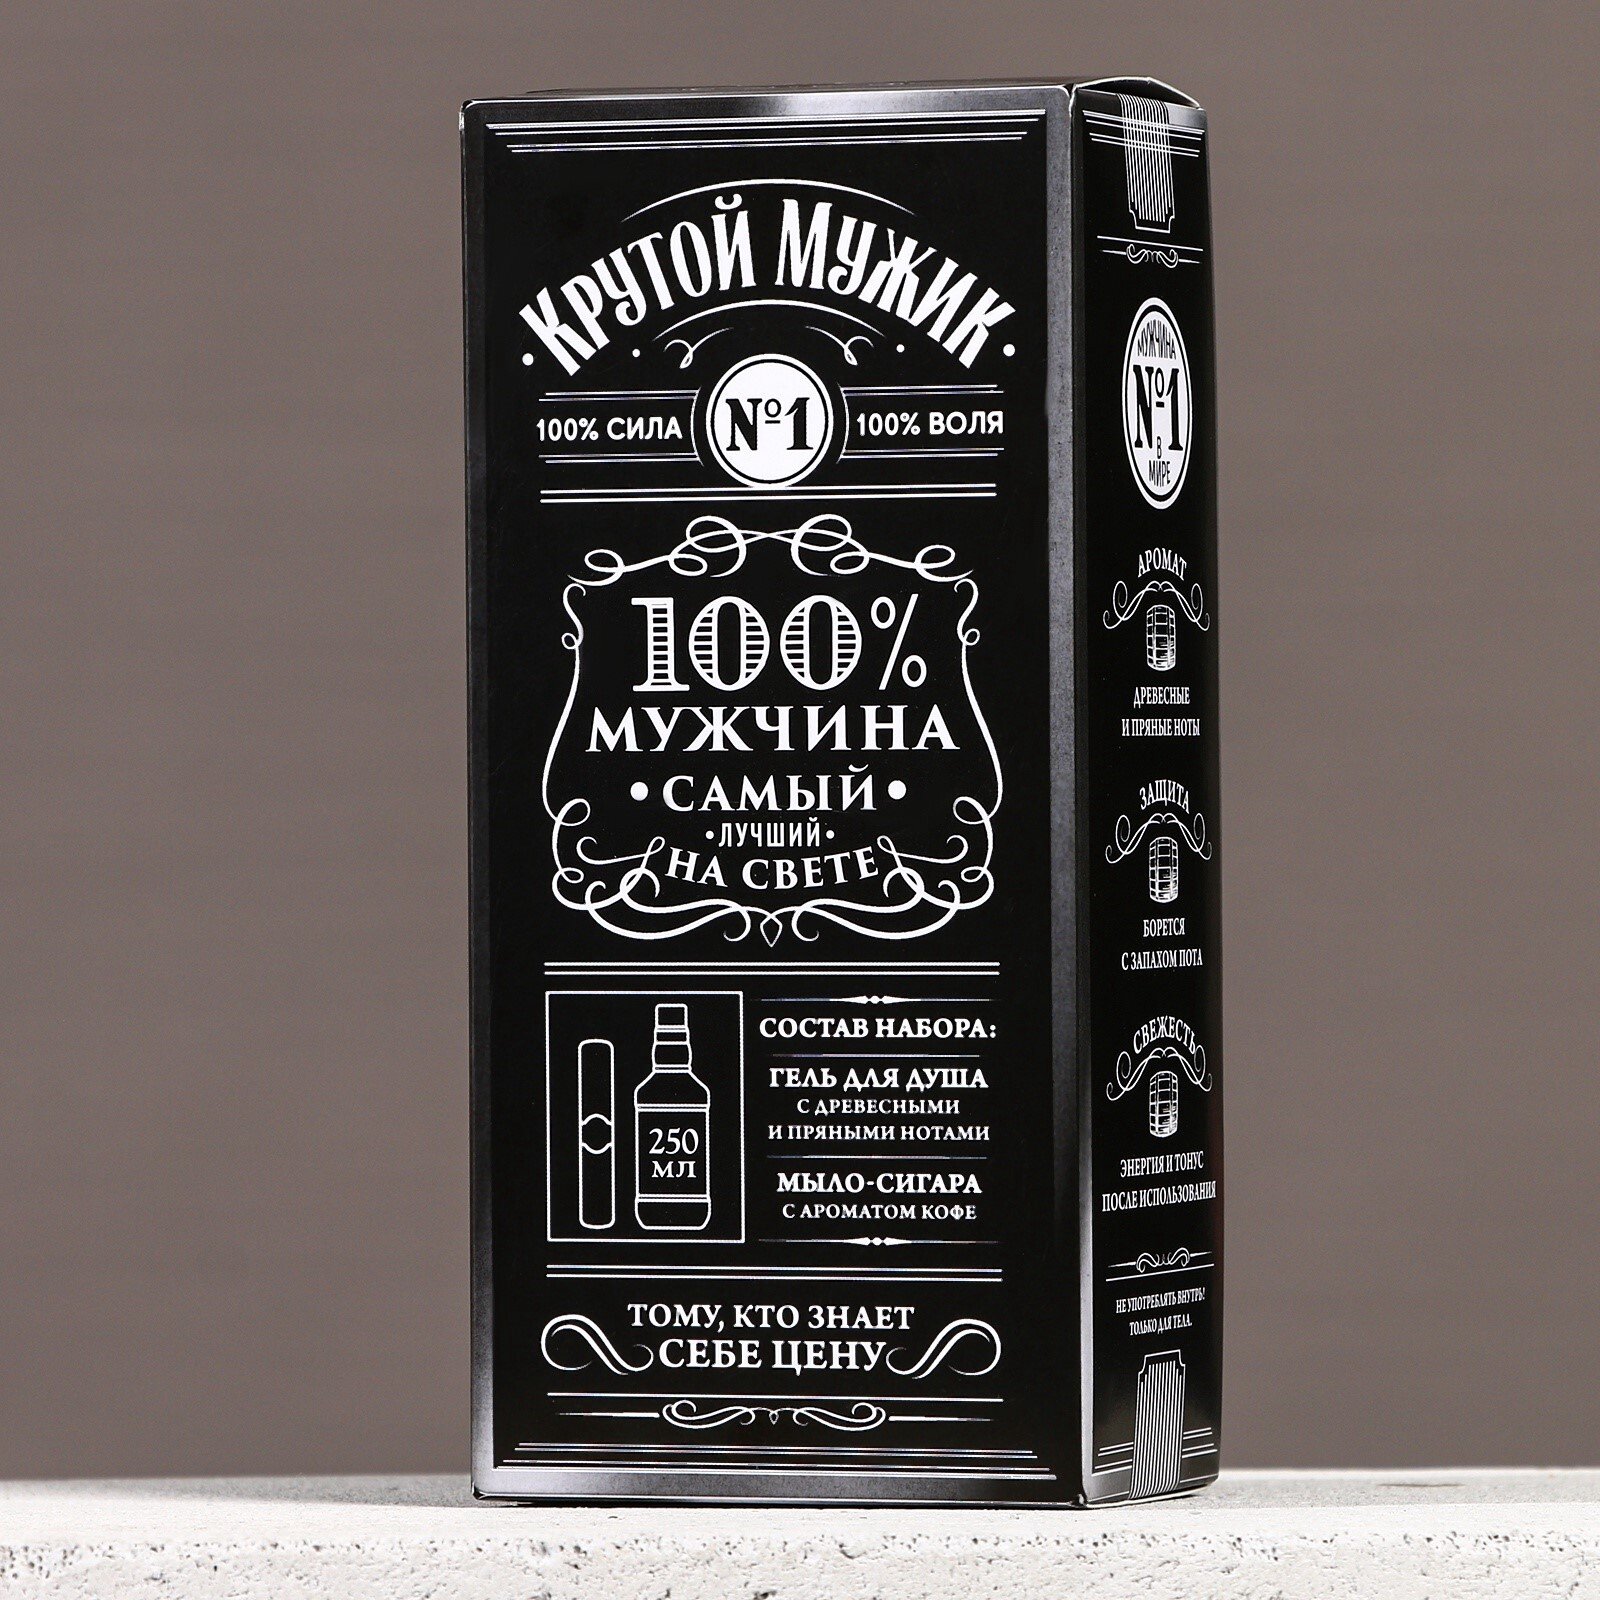 КРУТОЙ МУЖИК
100% СИЛА
№1
100% ВОЛЯ
100%
МУЖЧИНА
• САМЫЙ •
• ЛУЧШИЙ •
НА СВЕТЕ
250
МЛ
СОСТАВ НАБОРА:
ГЕЛЬ ДЛЯ ДУША
С ДРЕВЕСНЫМИ
И ПРЯНЫМИ НОТАМИ
МЫЛО-СИГАРА
С АРОМАТОМ КОФЕ
ТОМУ, КТО ЗНАЕТ
СЕБЕ ЦЕНУ
МУЖЧИНА
№1
В
МИРЕ
АРОМАТ
ДРЕВЕСНЫЕ
И ПРЯНЫЕ НОТЫ
ЗАЩИТА
БОРЕТСЯ
С ЗАПАХОМ ПОТА
СВЕЖЕСТЬ
ЭНЕРГИЯ И ТОНУС
ПОСЛЕ ИСПОЛЬЗОВАНИЯ
НЕ УПОТРЕБЛЯТЬ ВНУТРЬ!
ТОЛЬКО ДЛЯ ТЕЛА.